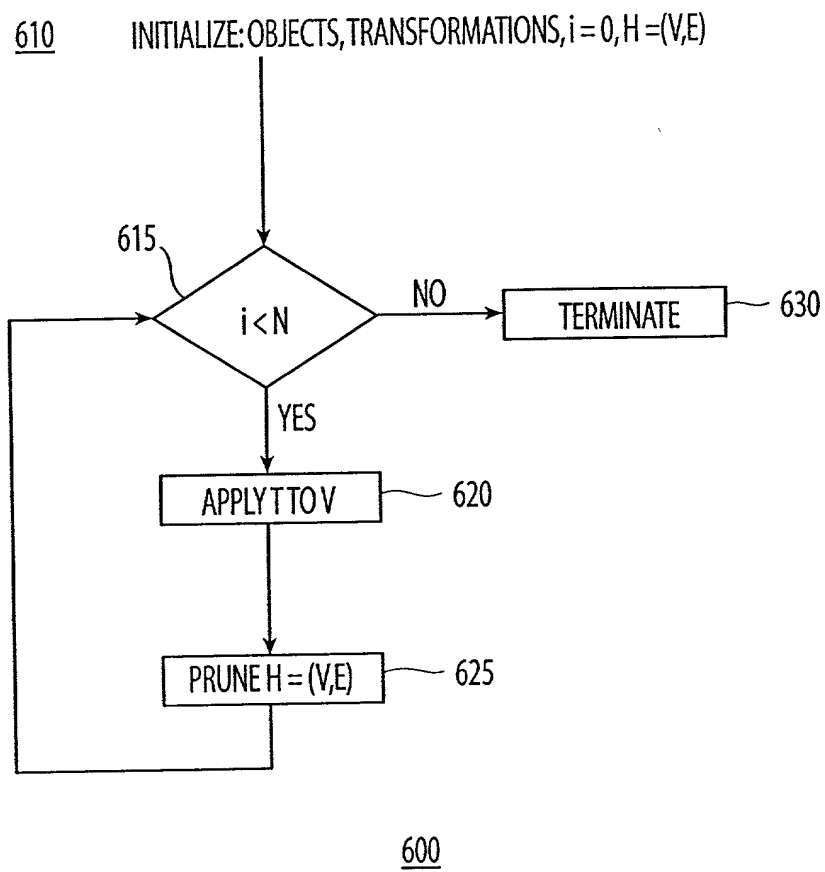 610 INITIALIZE: OBJECTS, TRANSFORMATIONS, i = 0, H = (V,E)
615
i < N
NO
TERMINATE
630
YES
APPLY T TO V
620
PRUNE H = (V,E)
625
600